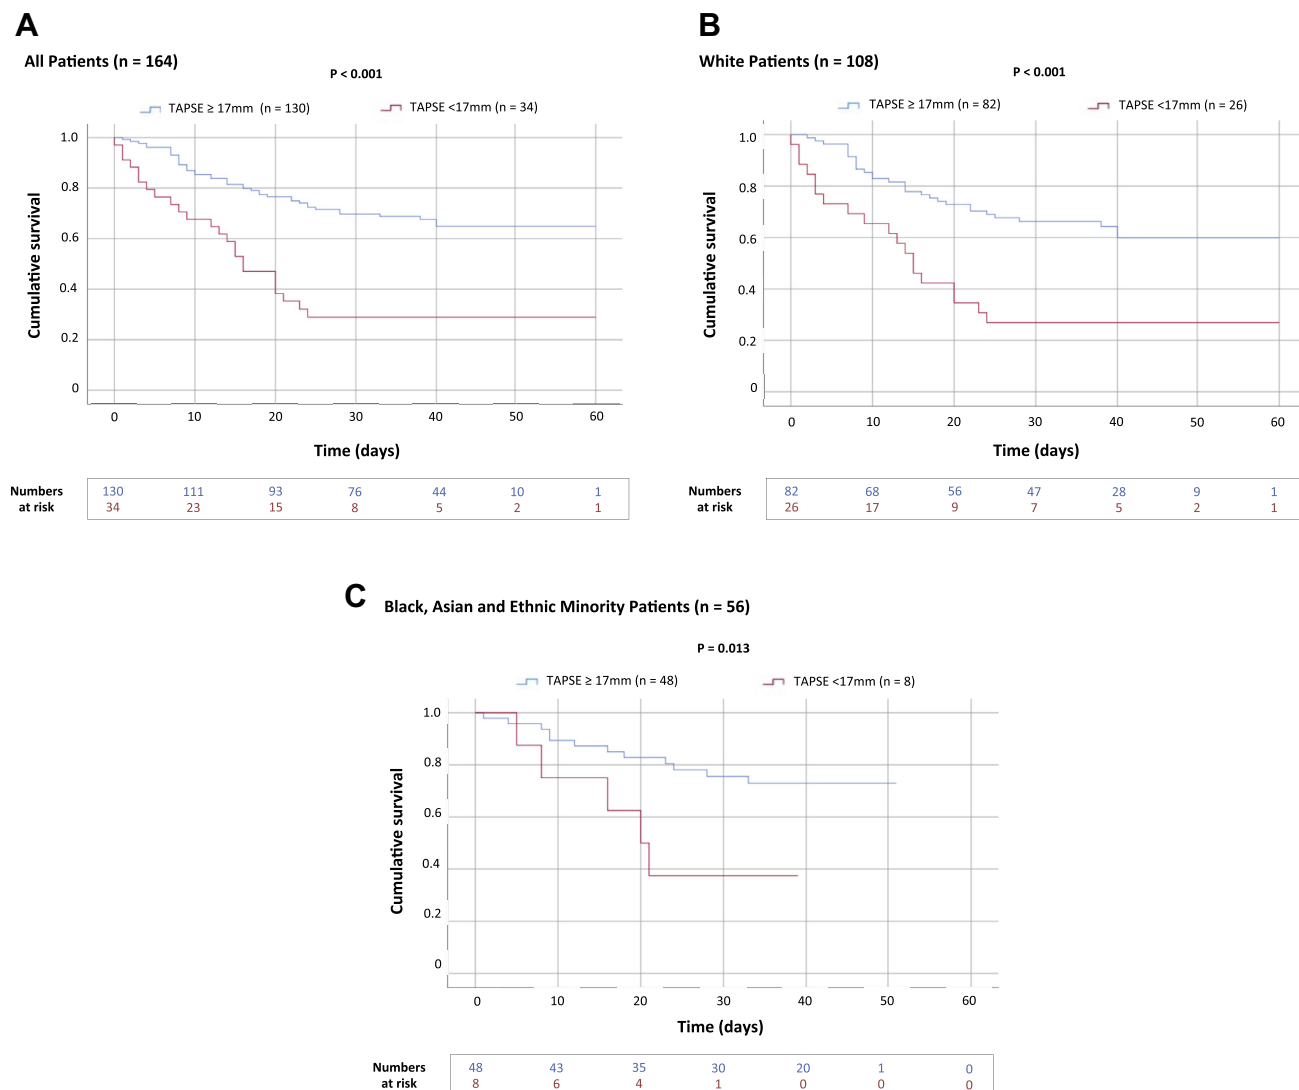 A
All Patients (n = 164)
P < 0.001
TAPSE ≥ 17mm (n = 130) TAPSE <17mm (n = 34)
Cumulative survival
1.0
0.8
0.6
0.4
0.2
0
0 10 20 30 40 50 60
Time (days)
Numbers at risk
130 111 93 76 44 10 1
34 23 15 8 5 2 1
B
White Patients (n = 108)
P < 0.001
TAPSE ≥ 17mm (n = 82) TAPSE <17mm (n = 26)
Cumulative survival
1.0
0.8
0.6
0.4
0.2
0
0 10 20 30 40 50 60
Time (days)
Numbers at risk
82 68 56 47 28 9 1
26 17 9 7 5 2 1
C
Black, Asian and Ethnic Minority Patients (n = 56)
P = 0.013
TAPSE ≥ 17mm (n = 48) TAPSE <17mm (n = 8)
Cumulative survival
1.0
0.8
0.6
0.4
0.2
0
0 10 20 30 40 50 60
Time (days)
Numbers at risk
48 43 35 30 20 1 0
8 6 4 1 0 0 0